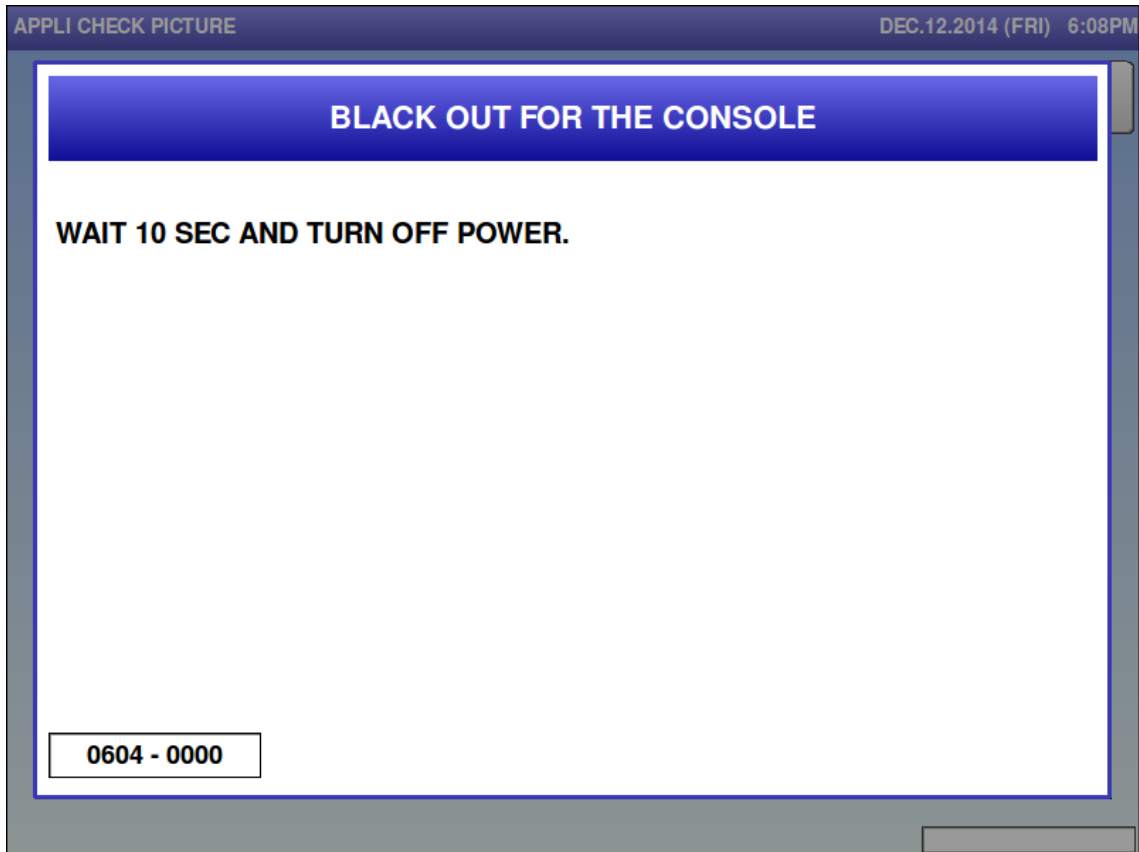 APPLI CHECK PICTURE DEC.12.2014 (FRI) 6:08PM
BLACK OUT FOR THE CONSOLE
WAIT 10 SEC AND TURN OFF POWER.
0604 - 0000